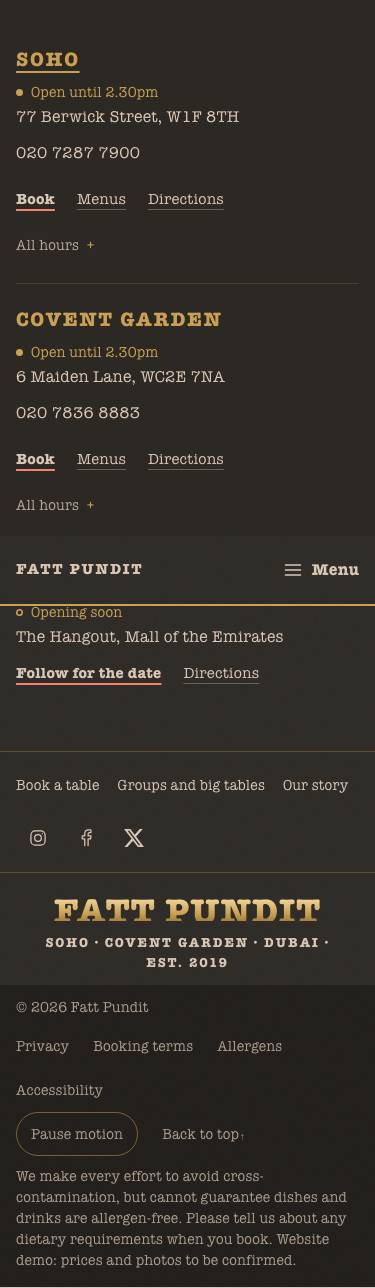 SOHO
Open until 2.30pm
77 Berwick Street, W1F 8TH
020 7287 7900
Book Menus Directions
All hours +
COVENT GARDEN
Open until 2.30pm
6 Maiden Lane, WC2E 7NA
020 7836 8883
Book Menus Directions
All hours +
FATT PUNDIT Menu
Opening soon
The Hangout, Mall of the Emirates
Follow for the date Directions
Book a table Groups and big tables Our story
FATT PUNDIT
SOHO · COVENT GARDEN · DUBAI ·
EST. 2019
© 2026 Fatt Pundit
Privacy Booking terms Allergens
Accessibility
Pause motion Back to top↑
We make every effort to avoid cross-
contamination, but cannot guarantee dishes and
drinks are allergen-free. Please tell us about any
dietary requirements when you book. Website
demo: prices and photos to be confirmed.